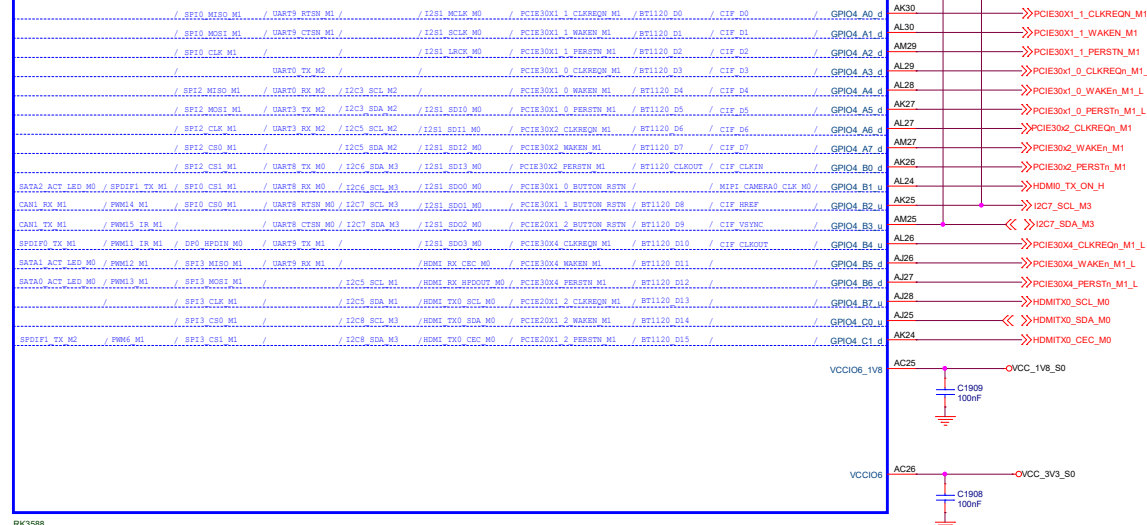 / SPI0_MISO_M1 / UART9_RTSN_M1 / / I2S1_MCLK_M0 / PCIE30X1_1_CLKREQN_M1 / BT1120_D0 / CIF_D0 / GPIO4_A0_d AK30 PCIE30X1_1_CLKREQN_M1
/ SPI0_MOSI_M1 / UART9_CTSN_M1 / / I2S1_SCLK_M0 / PCIE30X1_1_WAKEN_M1 / BT1120_D1 / CIF_D1 / GPIO4_A1_d AL30 PCIE30X1_1_WAKEN_M1
/ SPI0_CLK_M1 / / / I2S1_LRCK_M0 / PCIE30X1_1_PERSTN_M1 / BT1120_D2 / CIF_D2 / GPIO4_A2_d AM29 PCIE30X1_1_PERSTN_M1
/ UART0_TX_M2 / / / PCIE30X1_0_CLKREQN_M1 / BT1120_D3 / CIF_D3 / GPIO4_A3_d AL29 PCIE30x1_0_CLKREQn_M1_L
/ SPI2_MISO_M1 / UART0_RX_M2 / I2C3_SCL_M2 / / PCIE30X1_0_WAKEN_M1 / BT1120_D4 / CIF_D4 / GPIO4_A4_d AL28 PCIE30x1_0_WAKEn_M1_L
/ SPI2_MOSI_M1 / UART3_TX_M2 / I2C3_SDA_M2 / I2S1_SDI0_M0 / PCIE30X1_0_PERSTN_M1 / BT1120_D5 / CIF_D5 / GPIO4_A5_d AK27 PCIE30x1_0_PERSTn_M1_L
/ SPI2_CLK_M1 / UART3_RX_M2 / I2C5_SCL_M2 / I2S1_SDI1_M0 / PCIE30X2_CLKREQN_M1 / BT1120_D6 / CIF_D6 / GPIO4_A6_d AL27 PCIE30x2_CLKREQn_M1
/ SPI2_CS0_M1 / / I2C5_SDA_M2 / I2S1_SDI2_M0 / PCIE30X2_WAKEN_M1 / BT1120_D7 / CIF_D7 / GPIO4_A7_d AM27 PCIE30x2_WAKEn_M1
/ SPI2_CS1_M1 / UART8_TX_M0 / I2C6_SDA_M3 / I2S1_SDI3_M0 / PCIE30X2_PERSTN_M1 / BT1120_CLKOUT / CIF_CLKIN / GPIO4_B0_d AK26 PCIE30x2_PERSTn_M1
SATA2_ACT_LED_M0 / SPDIF1_TX_M1 / SPI0_CS1_M1 / UART8_RX_M0 / I2C6_SCL_M3 / I2S1_SDO0_M0 / PCIE30X1_0_BUTTON_RSTN / / MIPI_CAMERA0_CLK_M0 / GPIO4_B1_u AL24 HDMI0_TX_ON_H
CAN1_RX_M1 / PWM14_M1 / SPI0_CS0_M1 / UART8_RTSN_M0 / I2C7_SCL_M3 / I2S1_SDO1_M0 / PCIE30X1_1_BUTTON_RSTN / BT1120_D8 / CIF_HREF / GPIO4_B2_u AK25 I2C7_SCL_M3
CAN1_TX_M1 / PWM15_IR_M1 / / UART8_CTSN_M0 / I2C7_SDA_M3 / I2S1_SDO2_M0 / PCIE20X1_2_BUTTON_RSTN / BT1120_D9 / CIF_VSYNC / GPIO4_B3_u AM25 I2C7_SDA_M3
SPDIF0_TX_M1 / PWM11_IR_M1 / DP0_HPDIN_M0 / UART9_TX_M1 / / I2S1_SDO3_M0 / PCIE30X4_CLKREQN_M1 / BT1120_D10 / CIF_CLKOUT / GPIO4_B4_u AL26 PCIE30X4_CLKREQn_M1_L
SATA1_ACT_LED_M0 / PWM12_M1 / SPI3_MISO_M1 / UART9_RX_M1 / / HDMI_RX_CEC_M0 / PCIE30X4_WAKEN_M1 / BT1120_D11 / / GPIO4_B5_d AJ26 PCIE30X4_WAKEn_M1_L
SATA0_ACT_LED_M0 / PWM13_M1 / SPI3_MOSI_M1 / / I2C5_SCL_M1 / HDMI_RX_HPDOUT_M0 / PCIE30X4_PERSTN_M1 / BT1120_D12 / / GPIO4_B6_d AJ27 PCIE30X4_PERSTn_M1_L
/ / SPI3_CLK_M1 / / I2C5_SDA_M1 / HDMI_TX0_SCL_M0 / PCIE20X1_2_CLKREQN_M1 / BT1120_D13 / / GPIO4_B7_u AJ28 HDMITX0_SCL_M0
/ SPI3_CS0_M1 / / I2C8_SCL_M3 / HDMI_TX0_SDA_M0 / PCIE20X1_2_WAKEN_M1 / BT1120_D14 / / GPIO4_C0_u AJ25 HDMITX0_SDA_M0
SPDIF1_TX_M2 / PWM6_M1 / SPI3_CS1_M1 / / I2C8_SDA_M3 / HDMI_TX0_CEC_M0 / PCIE20X1_2_PERSTN_M1 / BT1120_D15 / / GPIO4_C1_d AK24 HDMITX0_CEC_M0
VCCIO6_1V8 AC25 VCC_1V8_S0
C1909
100nF
VCCIO6 AC26 VCC_3V3_S0
C1908
100nF
RK3588